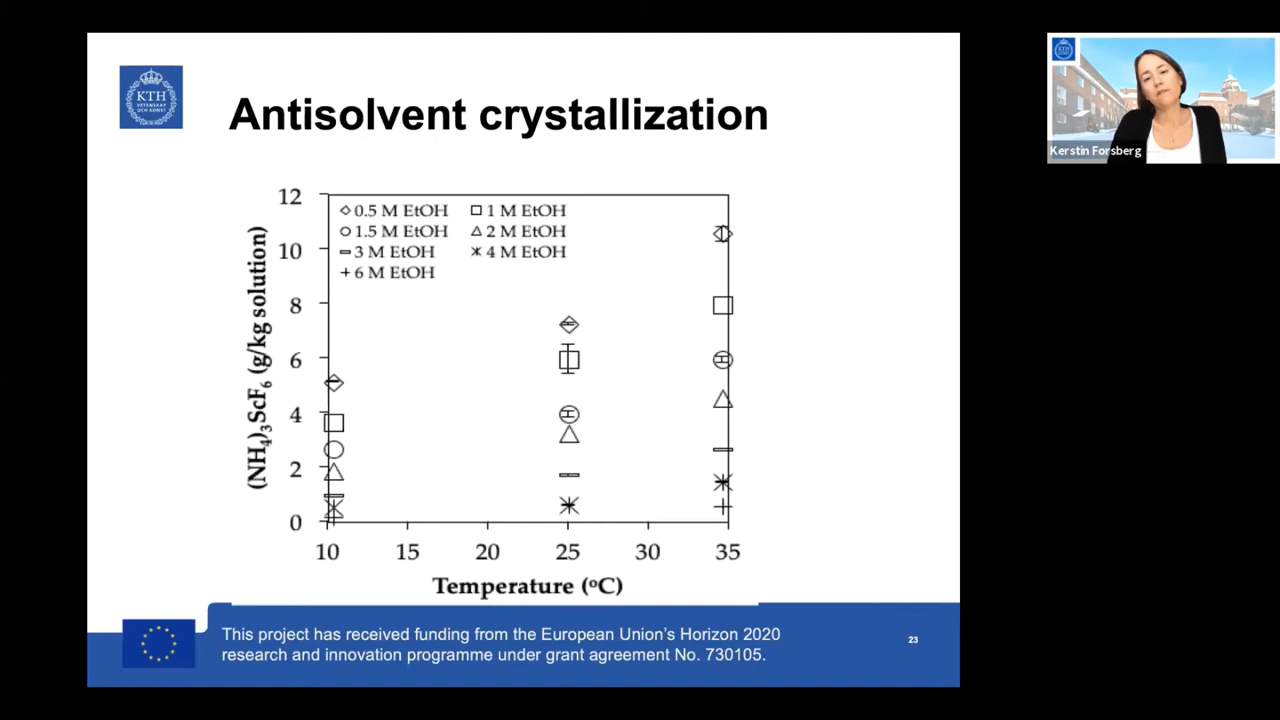 KTH
VETENSKAP
OCH KONST
Antisolvent crystallization
(NH4)3ScF6 (g/kg solution)
12
10
8
6
4
2
0
0.5 M EtOH
1 M EtOH
1.5 M EtOH
2 M EtOH
3 M EtOH
4 M EtOH
6 M EtOH
10 15 20 25 30 35
Temperature (ºC)
This project has received funding from the European Union's Horizon 2020
research and innovation programme under grant agreement No. 730105.
23
KTH
Kerstin Forsberg